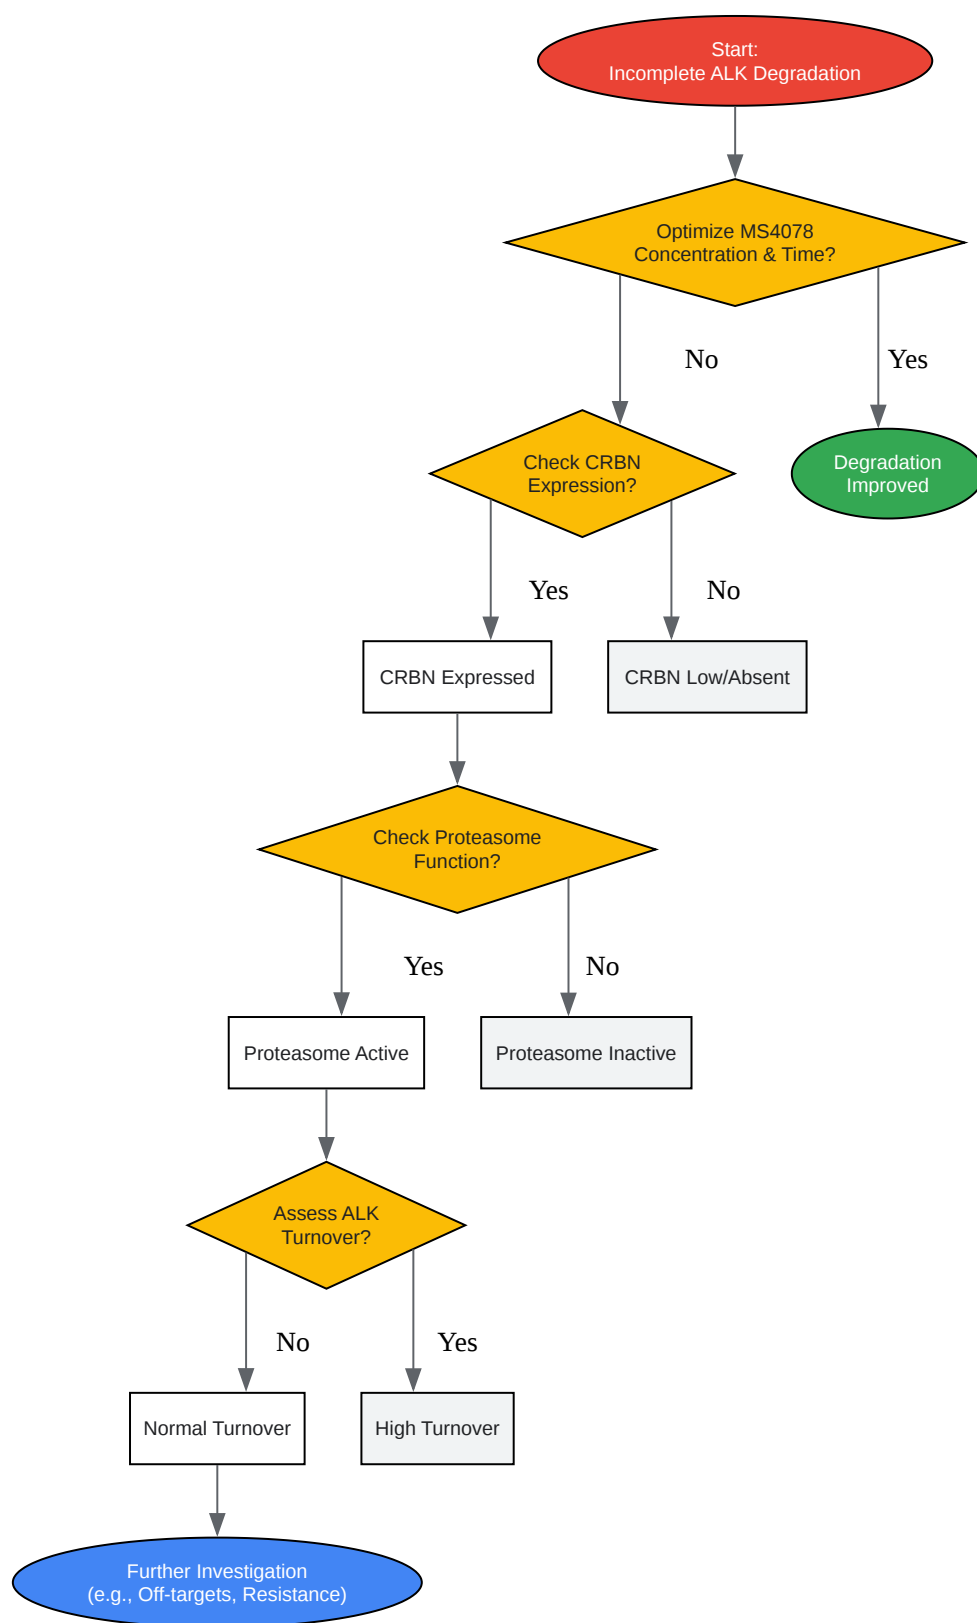 Start:
Incomplete ALK Degradation
Optimize MS4078
Concentration & Time?
No
Yes
Check CRBN
Expression?
Degradation
Improved
Yes
No
CRBN Expressed
CRBN Low/Absent
Check Proteasome
Function?
Yes
No
Proteasome Active
Proteasome Inactive
Assess ALK
Turnover?
No
Yes
Normal Turnover
High Turnover
Further Investigation
(e.g., Off-targets, Resistance)